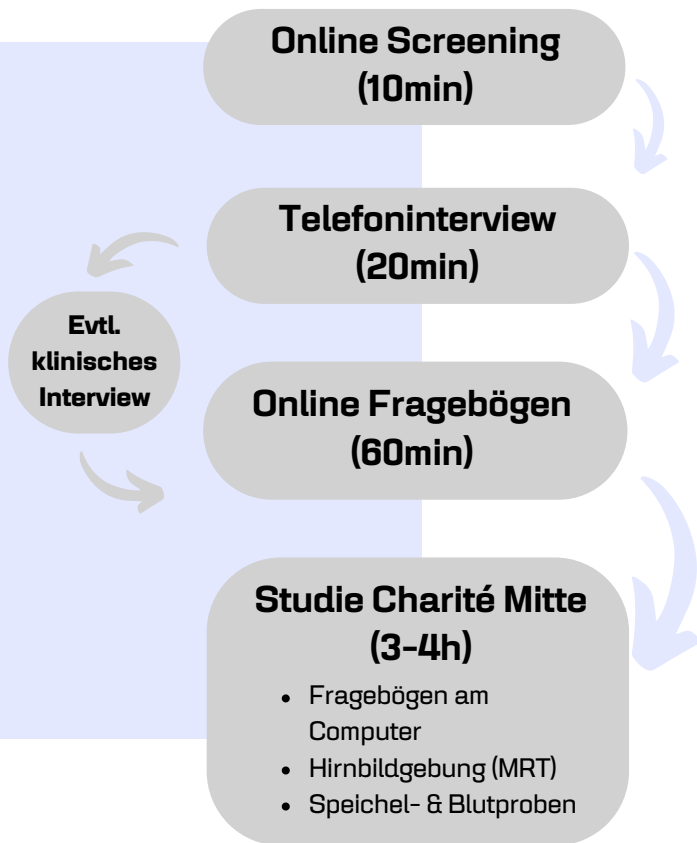 Online Screening
(10min)
Telefoninterview
(20min)
Evtl.
klinisches
Interview
Online Fragebögen
(60min)
Studie Charité Mitte
(3-4h)
• Fragebögen am
Computer
• Hirnbildgebung (MRT)
• Speichel- & Blutproben